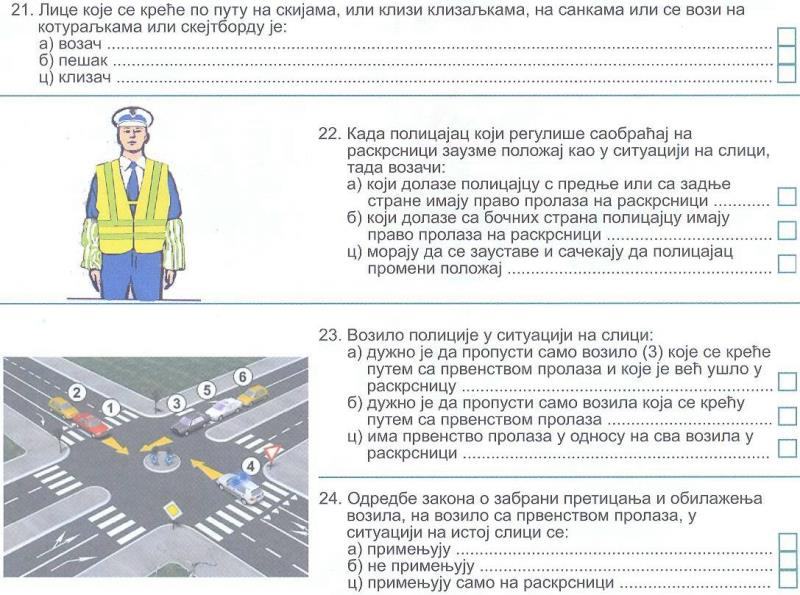 21. Лице које се креће по путу на скијама, или клизи клизаљкама, на санкама или се вози на
котураљкама или скејтборду је:
а) возач
б) пешак
ц) клизач
22. Када полицајац који регулише саобраћај на
раскрсници заузме положај као у ситуацији на слици,
тада возачи:
а) који долазе полицајцу с предње или са задње
стране имају право пролаза на раскрсници
б) који долазе са бочних страна полицајцу имају
право пролаза на раскрсници
ц) морају да се зауставе и сачекају да полицајац
промени положај
23. Возило полиције у ситуацији на слици:
а) дужно је да пропусти само возило (3) које се креће
путем са првенством пролаза и које је већ ушло у
раскрсницу
б) дужно је да пропусти само возила која се крећу
путем са првенством пролаза
ц) има првенство пролаза у односу на сва возила у
раскрсници
24. Одредбе закона о забрани претицања и обилажења
возила, на возило са првенством пролаза, у
ситуацији на истој слици се:
а) примењују
б) не примењују
ц) примењују само на раскрсници
6
5
2
3
1
4